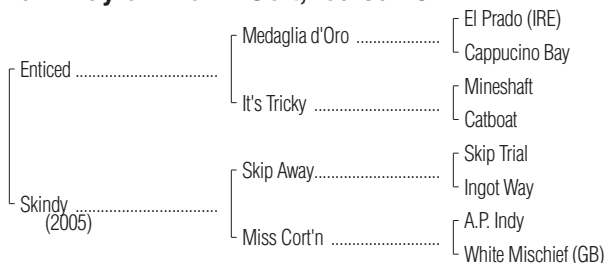 El Prado (IRE)
Medaglia d'Oro ....................
Cappucino Bay
Enticed ..................................
Mineshaft
It's Tricky ..............................
Catboat
Skip Trial
Skip Away..............................
Ingot Way
Skindy ..................................
(2005)
A.P. Indy
Miss Cort'n ..........................
White Mischief (GB)